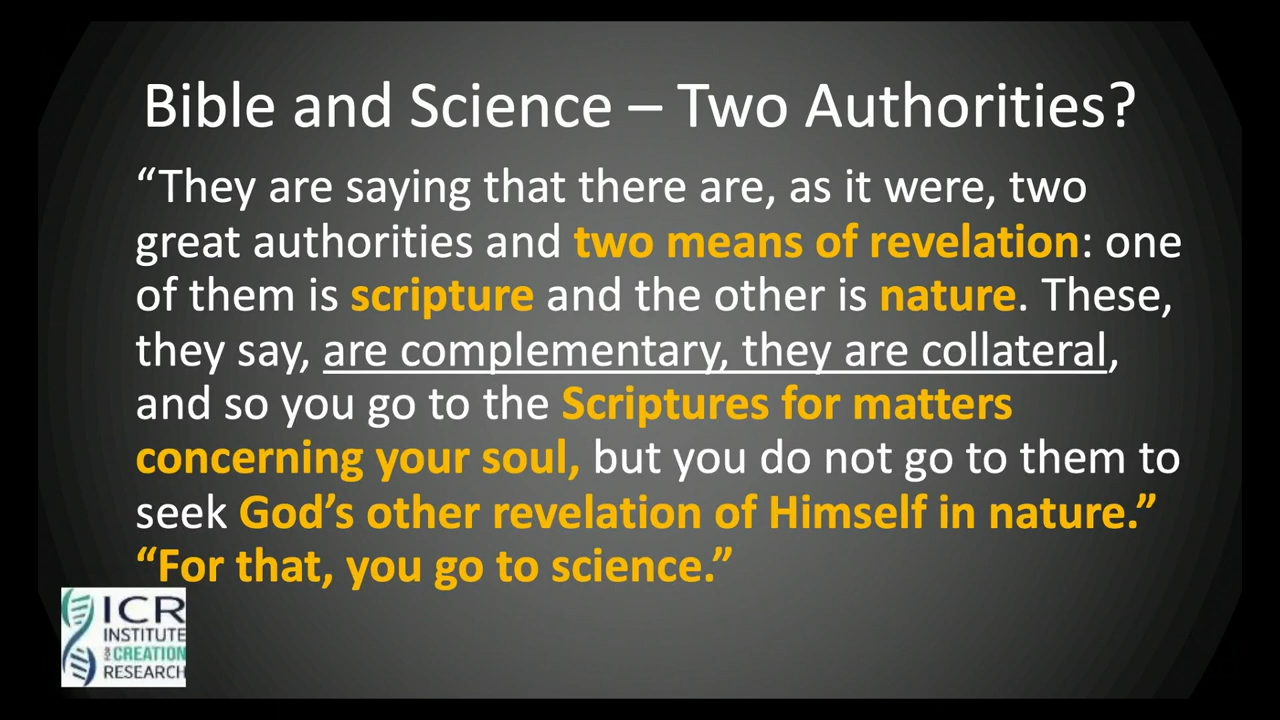 Bible and Science – Two Authorities?
“They are saying that there are, as it were, two
great authorities and two means of revelation: one
of them is scripture and the other is nature. These,
they say, are complementary, they are collateral,
and so you go to the Scriptures for matters
concerning your soul, but you do not go to them to
seek God’s other revelation of Himself in nature.”
“For that, you go to science.”
ICR
INSTITUTE
FOR CREATION
RESEARCH